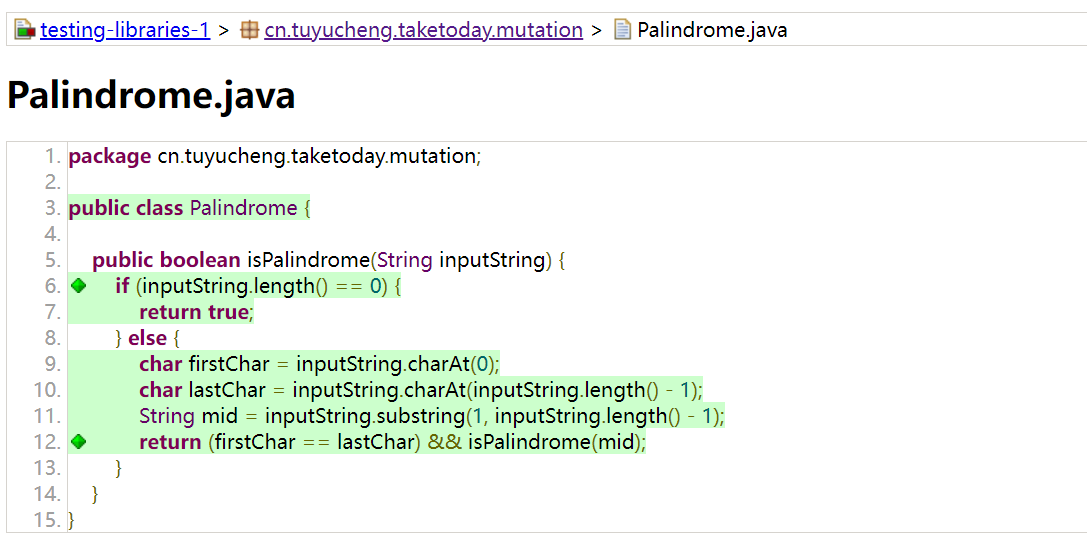 testing-libraries-1 > cn.tuyucheng.taketoday.mutation > Palindrome.java
Palindrome.java
1. package cn.tuyucheng.taketoday.mutation;
2.
3. public class Palindrome {
4.
5.     public boolean isPalindrome(String inputString) {
6.         if (inputString.length() == 0) {
7.             return true;
8.         } else {
9.             char firstChar = inputString.charAt(0);
10.             char lastChar = inputString.charAt(inputString.length() - 1);
11.             String mid = inputString.substring(1, inputString.length() - 1);
12.             return (firstChar == lastChar) && isPalindrome(mid);
13.         }
14.     }
15. }